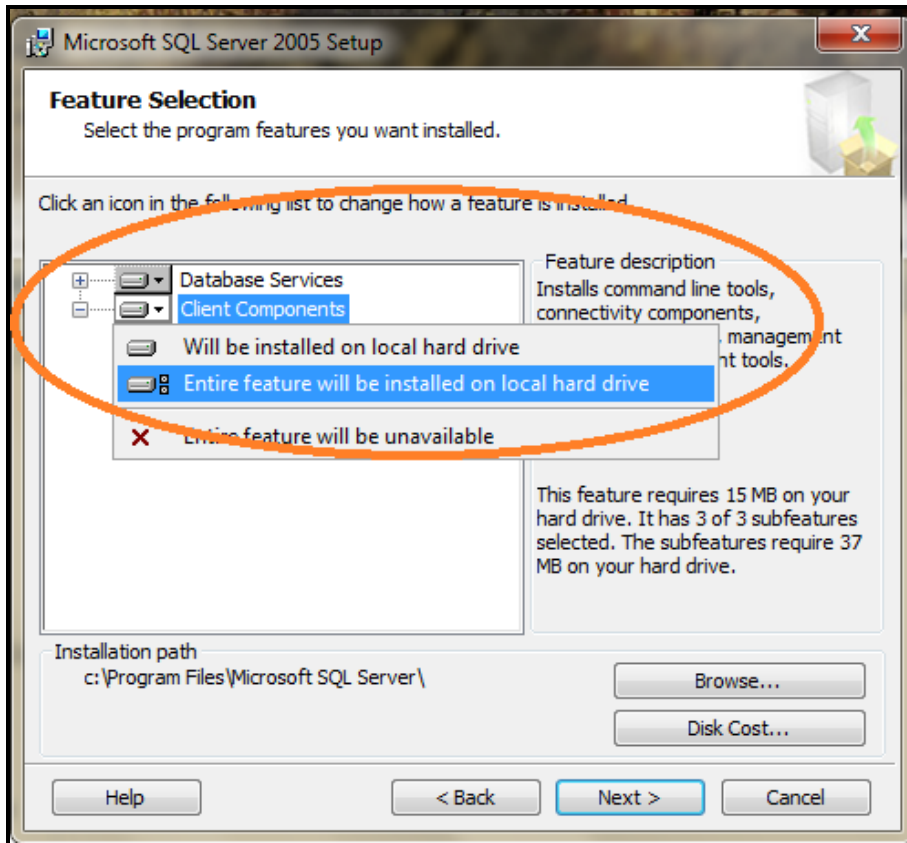 Microsoft SQL Server 2005 Setup
Feature Selection
Select the program features you want installed.
Click an icon in the following list to change how a feature is installed.
Database Services
Client Components
Will be installed on local hard drive
Entire feature will be installed on local hard drive
Entire feature will be unavailable
Feature description
Installs command line tools,
connectivity components,
management
nt tools.
This feature requires 15 MB on your
hard drive. It has 3 of 3 subfeatures
selected. The subfeatures require 37
MB on your hard drive.
Installation path
c:\Program Files\Microsoft SQL Server\
Browse...
Disk Cost...
Help
< Back
Next >
Cancel